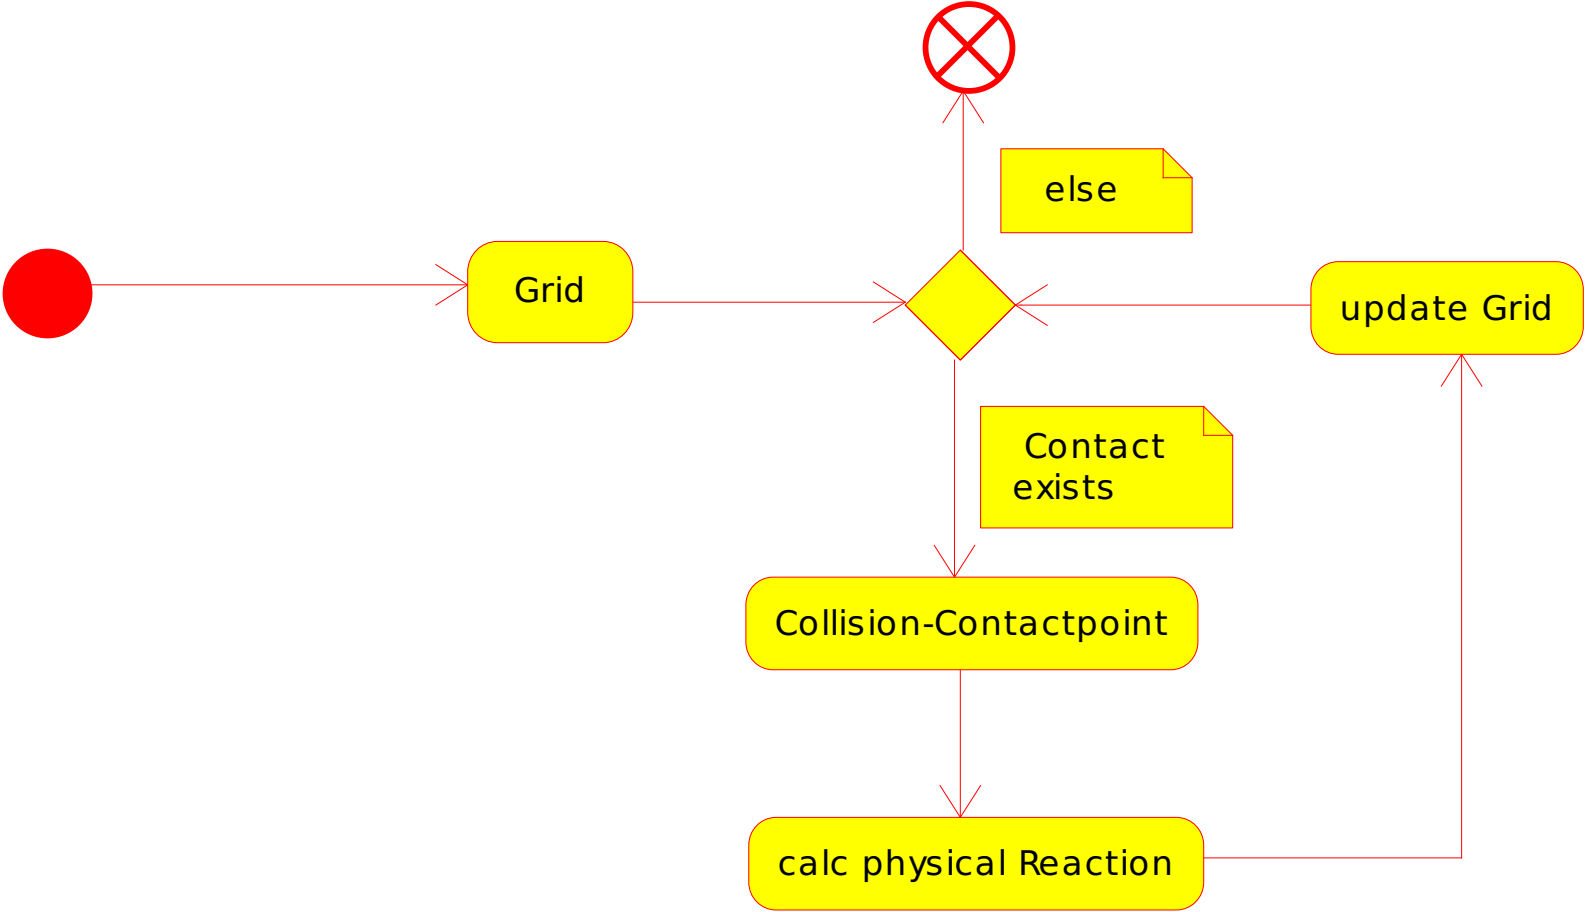 else
Grid
update Grid
Contact
exists
Collision-Contactpoint
calc physical Reaction